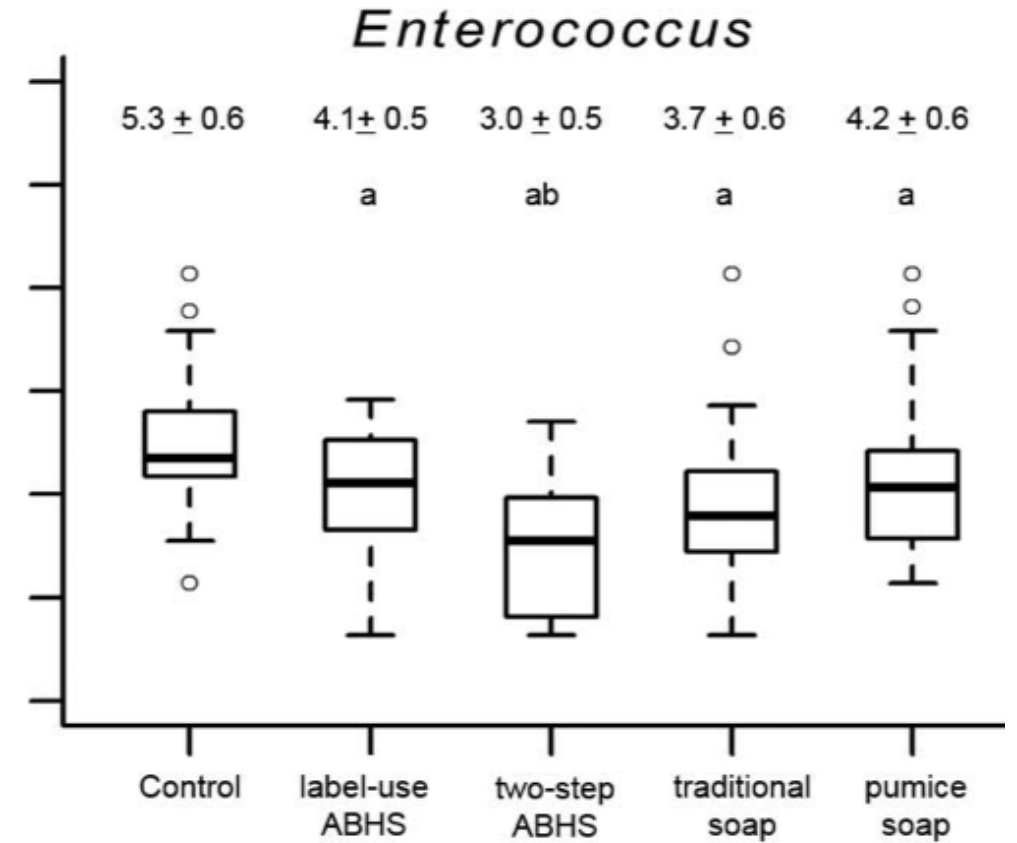 Enterococcus
5.3 ± 0.6 4.1± 0.5 3.0 ± 0.5 3.7 ± 0.6 4.2 ± 0.6
a ab a a
Control label-use two-step traditional pumice
ABHS ABHS soap soap